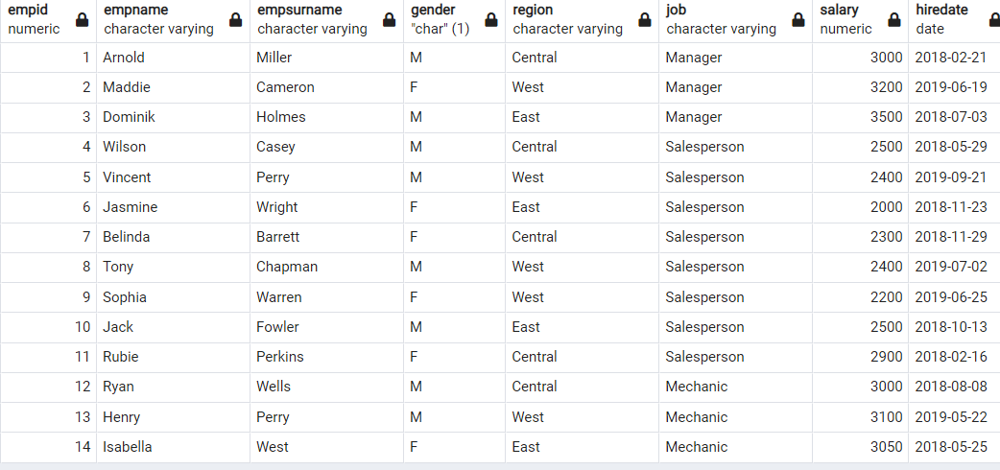 empid empname empsurname gender region job salary hiredate
numeric character varying character varying "char" (1) character varying character varying numeric date
1 Arnold Miller M Central Manager 3000 2018-02-21
2 Maddie Cameron F West Manager 3200 2019-06-19
3 Dominik Holmes M East Manager 3500 2018-07-03
4 Wilson Casey M Central Salesperson 2500 2018-05-29
5 Vincent Perry M West Salesperson 2400 2019-09-21
6 Jasmine Wright F East Salesperson 2000 2018-11-23
7 Belinda Barrett F Central Salesperson 2300 2018-11-29
8 Tony Chapman M West Salesperson 2400 2019-07-02
9 Sophia Warren F West Salesperson 2200 2019-06-25
10 Jack Fowler M East Salesperson 2500 2018-10-13
11 Rubie Perkins F Central Salesperson 2900 2018-02-16
12 Ryan Wells M Central Mechanic 3000 2018-08-08
13 Henry Perry M West Mechanic 3100 2019-05-22
14 Isabella West F East Mechanic 3050 2018-05-25